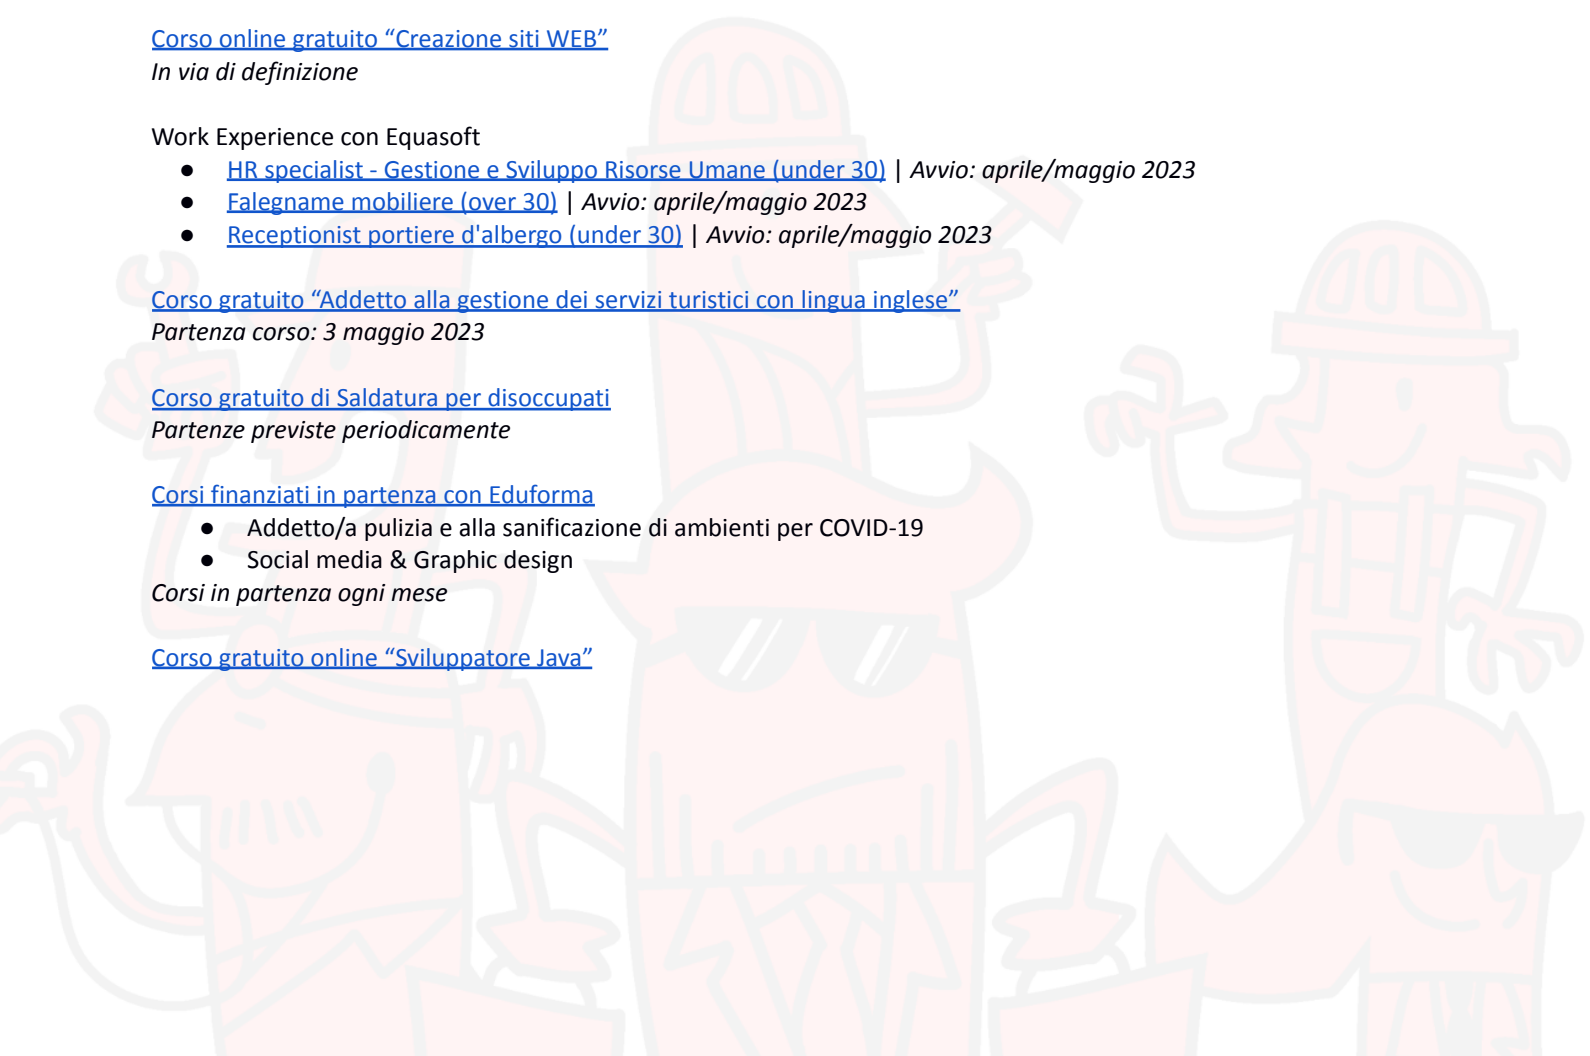 Corso online gratuito “Creazione siti WEB”
In via di definizione
Work Experience con Equasoft
● HR specialist - Gestione e Sviluppo Risorse Umane (under 30) | Avvio: aprile/maggio 2023
● Falegname mobiliere (over 30) | Avvio: aprile/maggio 2023
● Receptionist portiere d'albergo (under 30) | Avvio: aprile/maggio 2023
Corso gratuito “Addetto alla gestione dei servizi turistici con lingua inglese”
Partenza corso: 3 maggio 2023
Corso gratuito di Saldatura per disoccupati
Partenze previste periodicamente
Corsi finanziati in partenza con Eduforma
● Addetto/a pulizia e alla sanificazione di ambienti per COVID-19
● Social media & Graphic design
Corsi in partenza ogni mese
Corso gratuito online “Sviluppatore Java”